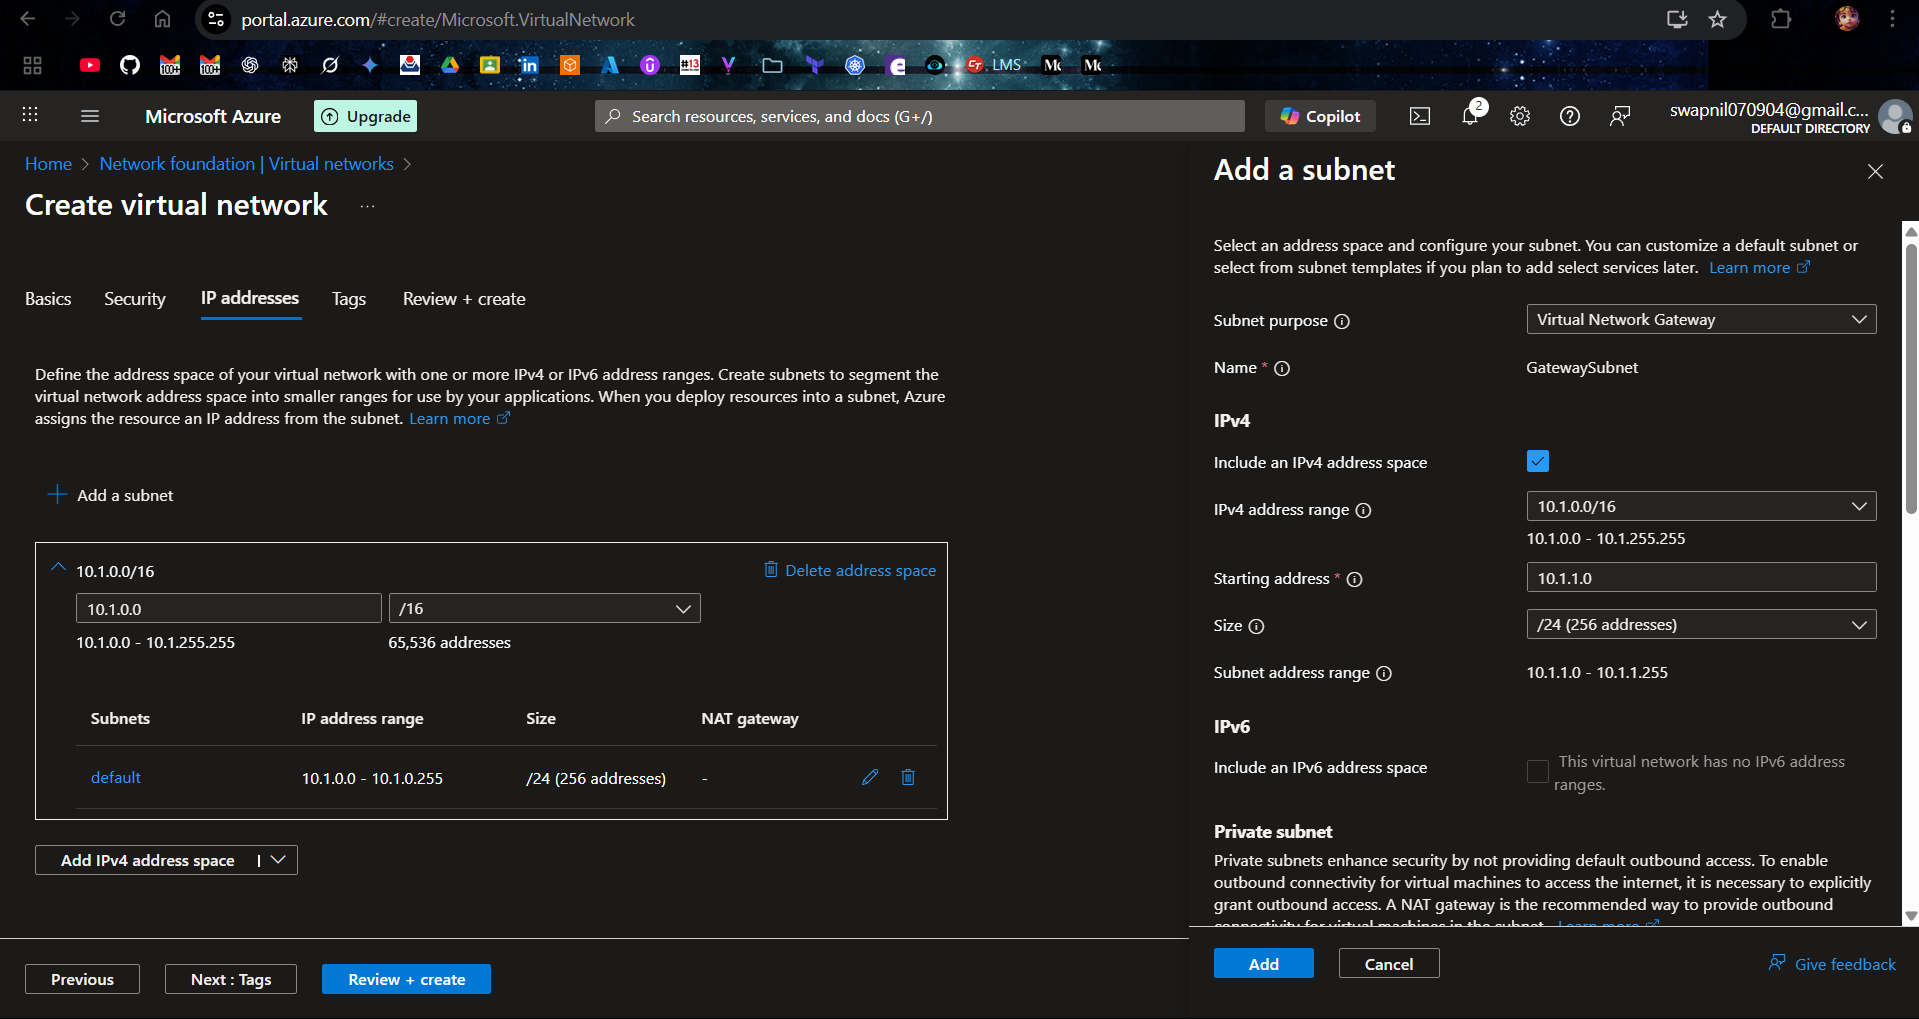 portal.azure.com/#create/Microsoft.VirtualNetwork
100+
100+
#13
CT
LMS
Microsoft Azure
Upgrade
Search resources, services, and docs (G+/)
Copilot
2
swapnil070904@gmail.c...
DEFAULT DIRECTORY
Home > Network foundation | Virtual networks >
Create virtual network ...
Basics
Security
IP addresses
Tags
Review + create
Define the address space of your virtual network with one or more IPv4 or IPv6 address ranges. Create subnets to segment the
virtual network address space into smaller ranges for use by your applications. When you deploy resources into a subnet, Azure
assigns the resource an IP address from the subnet. Learn more
+ Add a subnet
10.1.0.0/16
Delete address space
10.1.0.0
/16
10.1.0.0 - 10.1.255.255
65,536 addresses
Subnets
IP address range
Size
NAT gateway
default
10.1.0.0 - 10.1.0.255
/24 (256 addresses)
-
Add IPv4 address space |
Previous
Next : Tags
Review + create
Add a subnet
Select an address space and configure your subnet. You can customize a default subnet or
select from subnet templates if you plan to add select services later. Learn more
Subnet purpose
Virtual Network Gateway
Name *
GatewaySubnet
IPv4
Include an IPv4 address space
IPv4 address range
10.1.0.0/16
10.1.0.0 - 10.1.255.255
Starting address *
10.1.1.0
Size
/24 (256 addresses)
Subnet address range
10.1.1.0 - 10.1.1.255
IPv6
Include an IPv6 address space
This virtual network has no IPv6 address
ranges.
Private subnet
Private subnets enhance security by not providing default outbound access. To enable
outbound connectivity for virtual machines to access the internet, it is necessary to explicitly
grant outbound access. A NAT gateway is the recommended way to provide outbound
connectivity for virtual machines in the subnet. Learn more
Add
Cancel
Give feedback